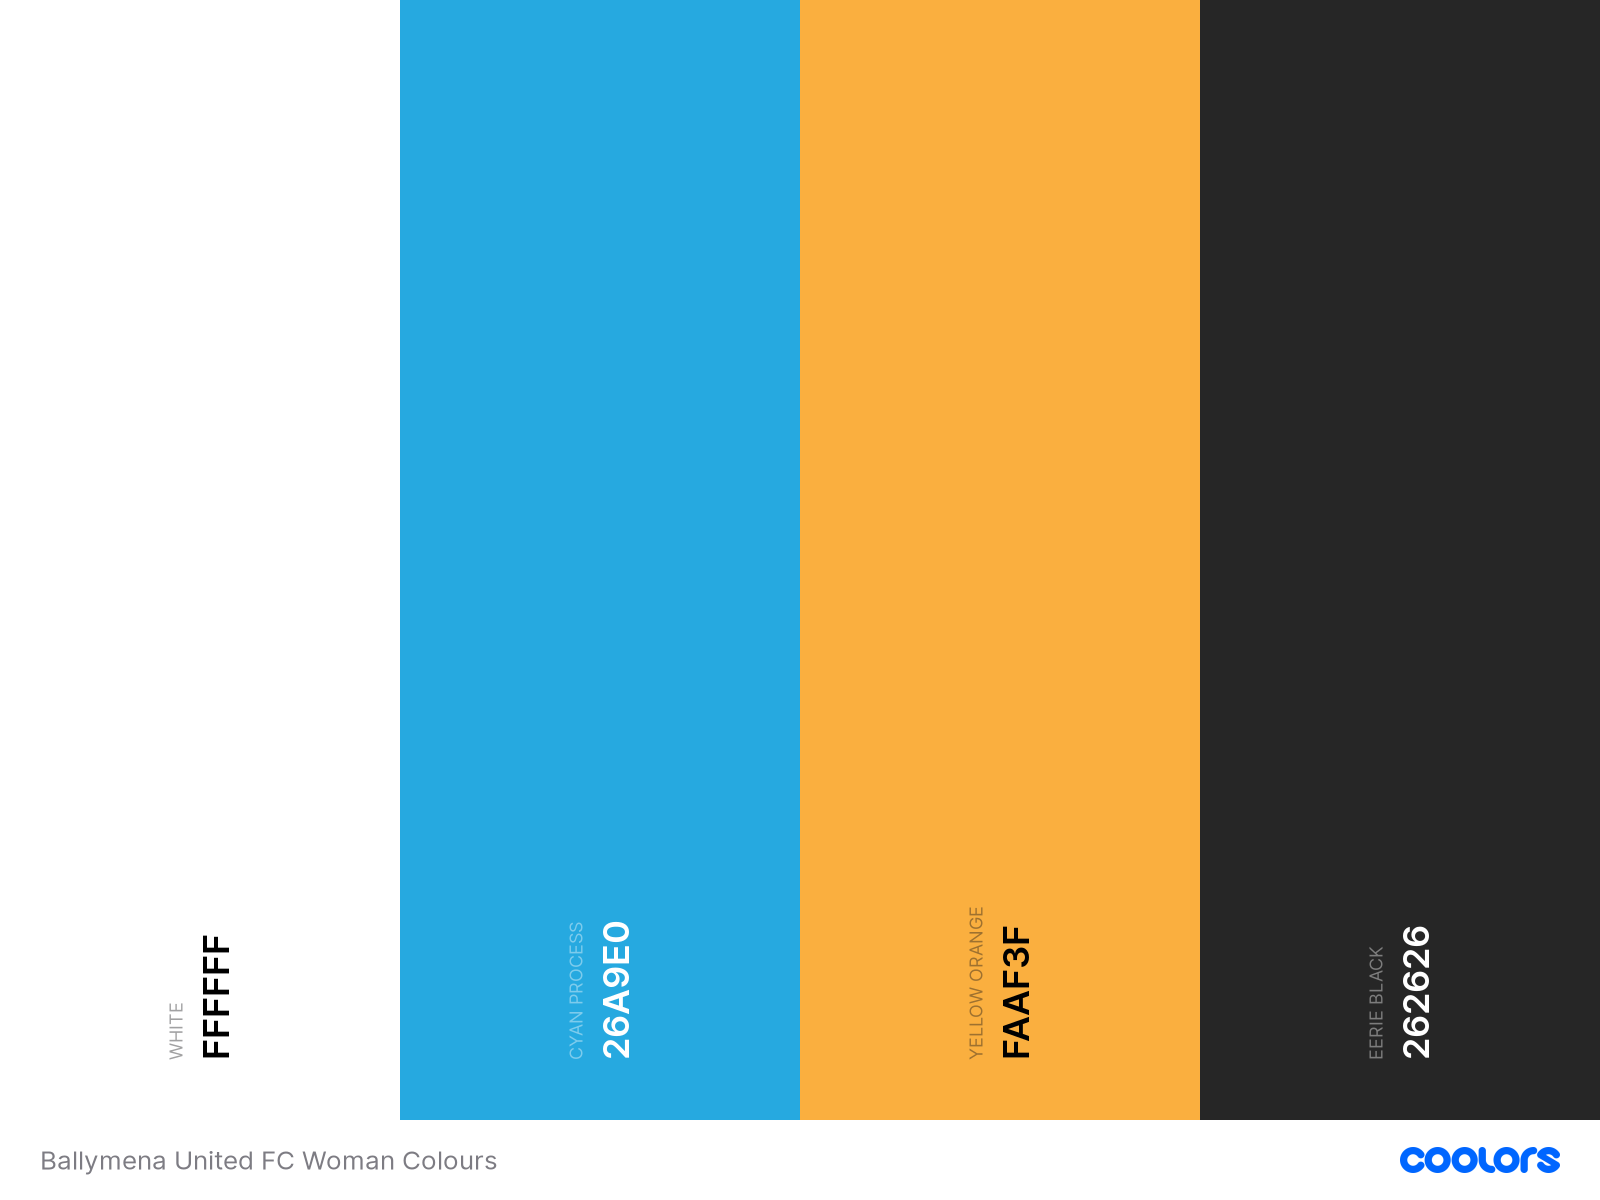 WHITE
FFFFFF
CYAN PROCESS
26A9E0
YELLOW ORANGE
FAAF3F
EERIE BLACK
262626
Ballymena United FC Woman Colours
coolors